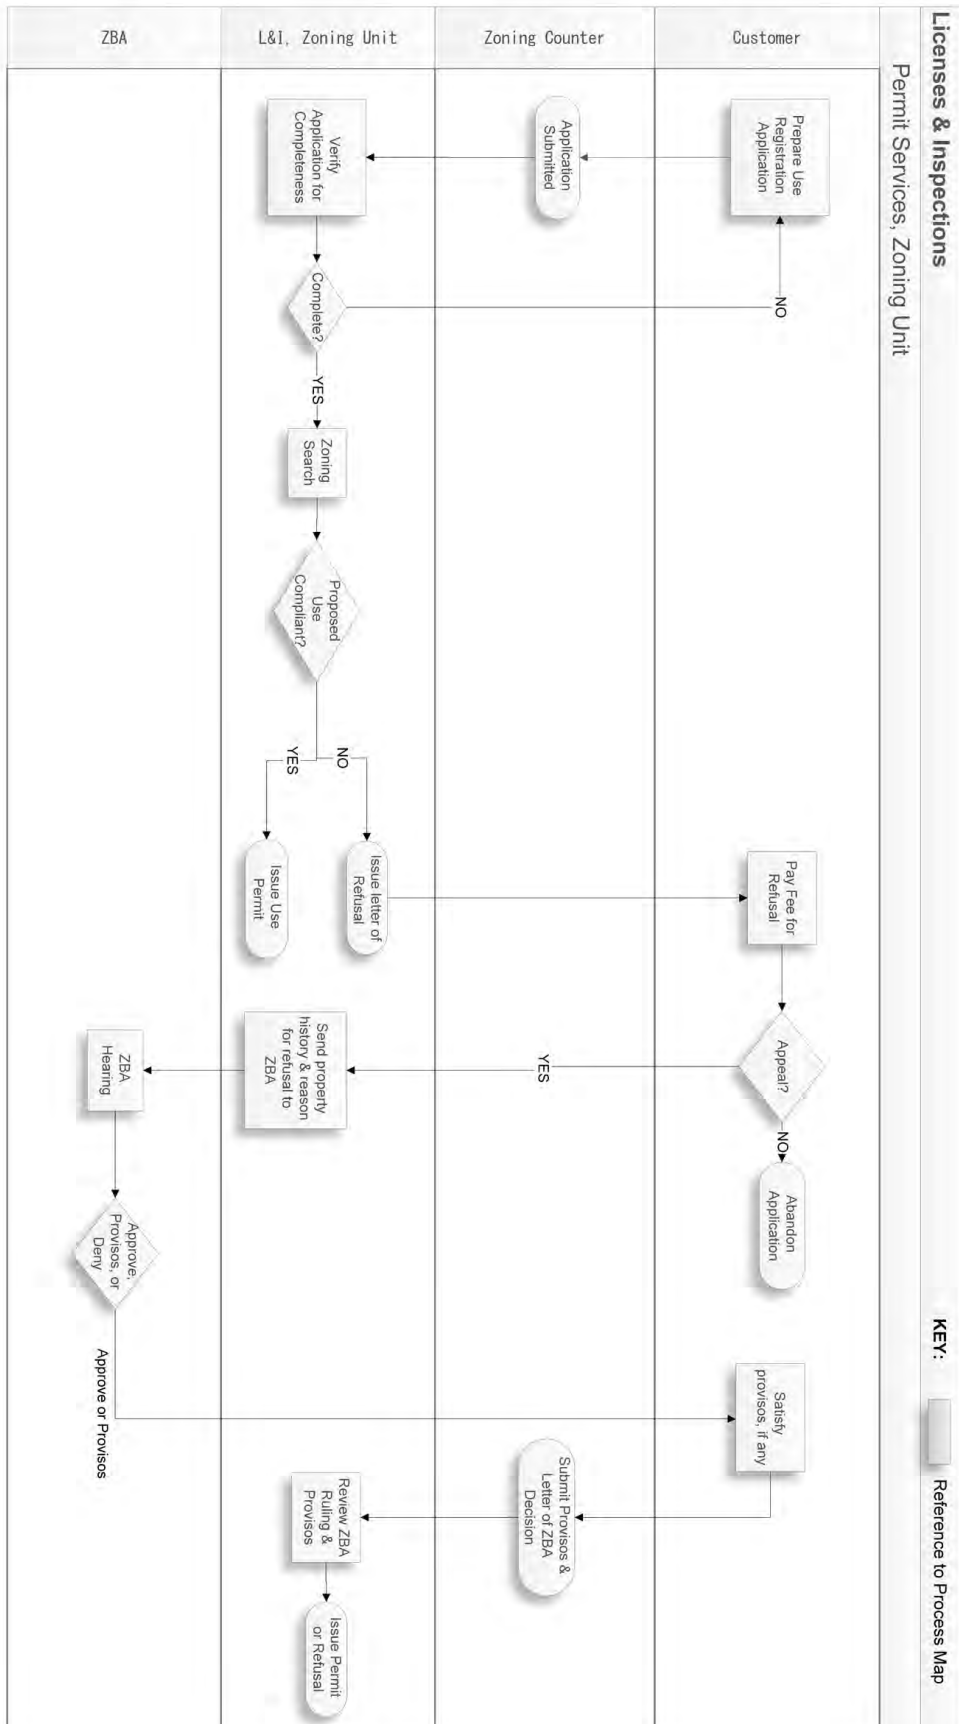 Licenses & Inspections
Permit Services, Zoning Unit
KEY:
Reference to Process Map
Customer
Prepare Use
Registration
Application
NO
Pay Fee for
Refusal
Appeal?
NO
Abandon
Application
Satisfy
provisos, if any
Zoning Counter
Application
Submitted
YES
Submit Provisos &
Letter of ZBA
Decision
L&I, Zoning Unit
Verify
Application for
Completeness
Complete?
YES
Zoning
Search
Proposed
Use
Compliant?
NO
YES
Issue letter of
Refusal
Issue Use
Permit
Send property
history & reason
for refusal to
ZBA
Review ZBA
Ruling &
Provisos
Issue Permit
or Refusal
ZBA
ZBA
Hearing
Approve,
Provisos, or
Deny
Approve or Provisos